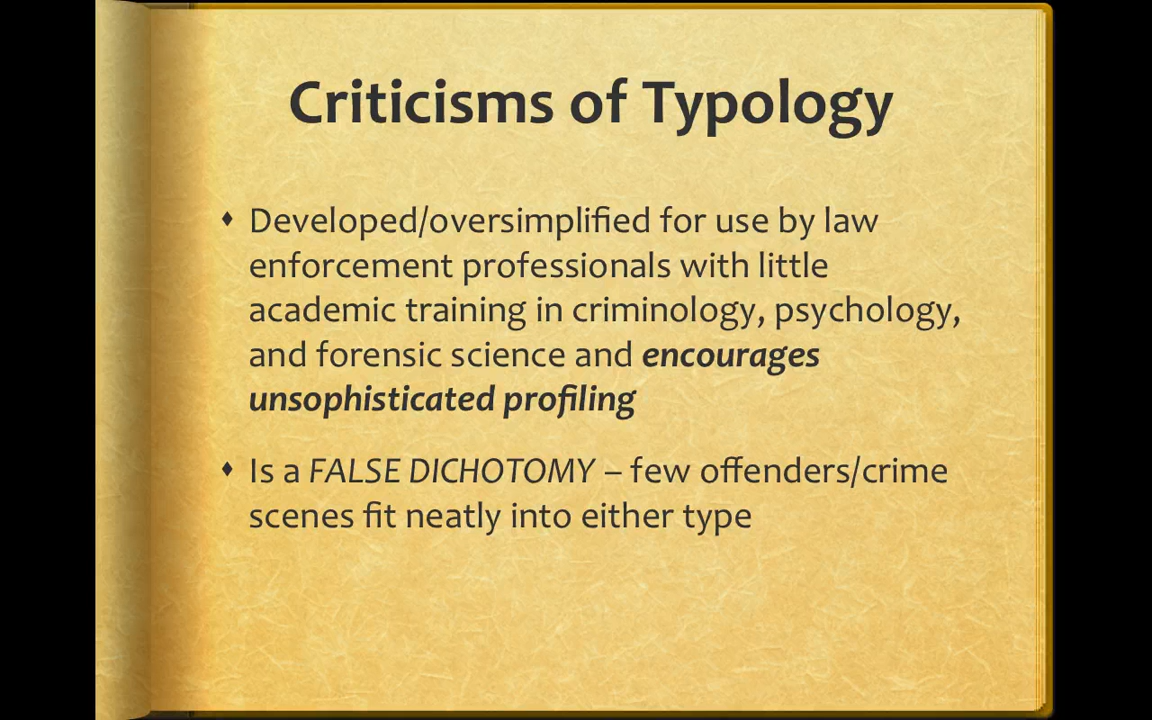 Criticisms of Typology
Developed/oversimplified for use by law
enforcement professionals with little
academic training in criminology, psychology,
and forensic science and encourages
unsophisticated profiling
Is a FALSE DICHOTOMY – few offenders/crime
scenes fit neatly into either type